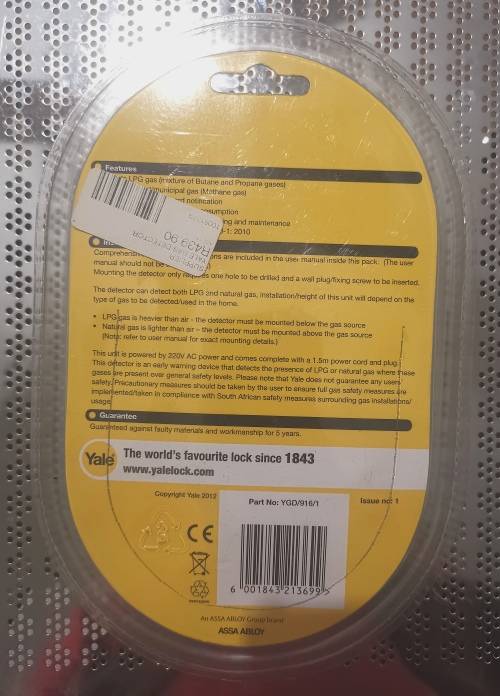 Features
LPG gas (mixture of Butane and Propane gases)
municipal gas (Methane gas)
notification
ing and maintenance
-1: 2010
R439.90
GAS DETECTOR
ons are included in the user manual inside this pack. (The user
manual should not be
Mounting the detector only requires one hole to be drilled and a wall plug/fixing screw to be inserted.
The detector can detect both LPG and natural gas, installation/height of this unit will depend on the
type of gas to be detected/used in the home.
• LPG gas is heavier than air - the detector must be mounted below the gas source
• Natural gas is lighter than air – the detector must be mounted above the gas source
(Note: refer to user manual for exact mounting details.)
This unit is powered by 220V AC power and comes complete with a 1.5m power cord and plug.
This detector is an early warning device that detects the presence of LPG or natural gas where these
gases are present over general safety levels. Please note that Yale does not guarantee any users'
safety. Precautionary measures should be taken by the user to ensure full gas safety measures are
implemented/taken in compliance with South African safety measures surrounding gas installations/
usage.
Guarantee
Guaranteed against faulty materials and workmanship for 5 years.
Yale
The world's favourite lock since 1843
www.yalelock.com
Copyright Yale 2012
Part No: YGD/916/1
Issue no: 1
CE
6 001843 213699
An ASSA ABLOY Group brand
ASSA ABLOY